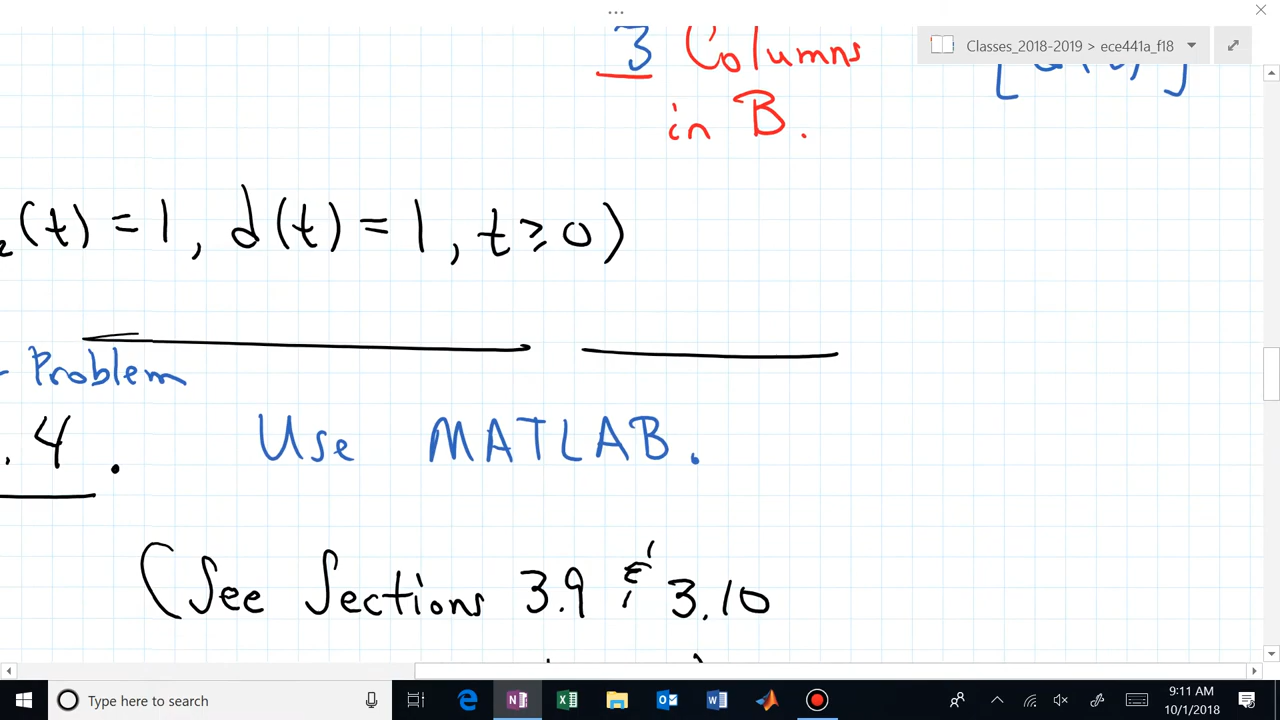 Classes_2018-2019 > ece441a_f18
3 Columns
in B.
2(t) = 1, d(t) = 1, t ≥ 0)
Problem
.4. Use MATLAB.
(See Sections 3.9 & 3.10
Type here to search
9:11 AM
10/1/2018